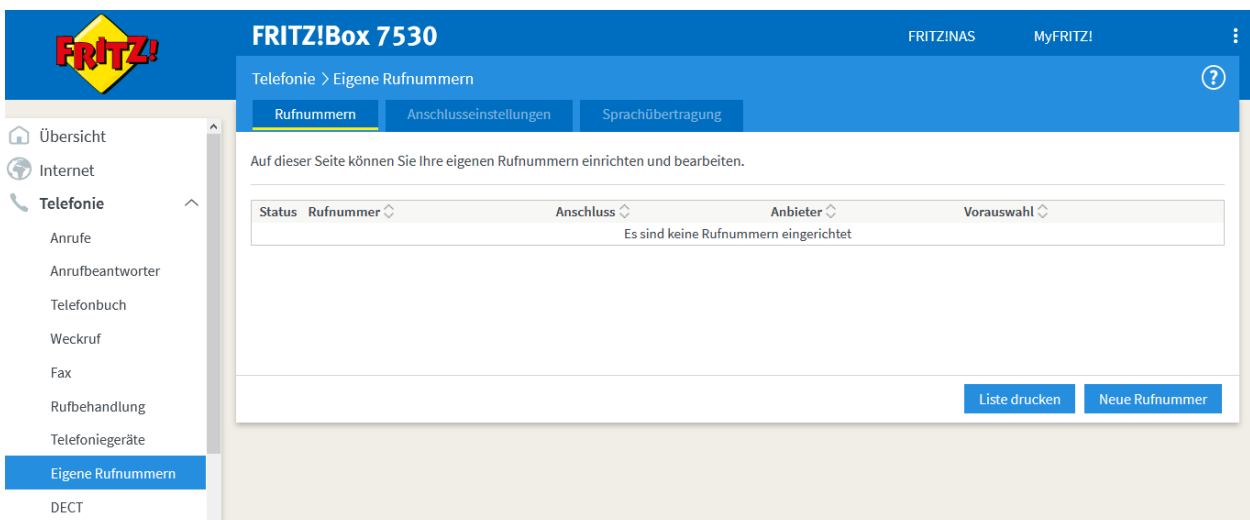 FRITZ!
FRITZ!Box 7530
FRITZ!NAS
MyFRITZ!
Telefonie > Eigene Rufnummern
?
Rufnummern Anschlusseinstellungen Sprachübertragung
Auf dieser Seite können Sie Ihre eigenen Rufnummern einrichten und bearbeiten.
Status Rufnummer Anschluss Anbieter Vorauswahl
Es sind keine Rufnummern eingerichtet
Liste drucken Neue Rufnummer
Übersicht
Internet
Telefonie
Anrufe
Anrufbeantworter
Telefonbuch
Weckruf
Fax
Rufbehandlung
Telefoniegeräte
Eigene Rufnummern
DECT